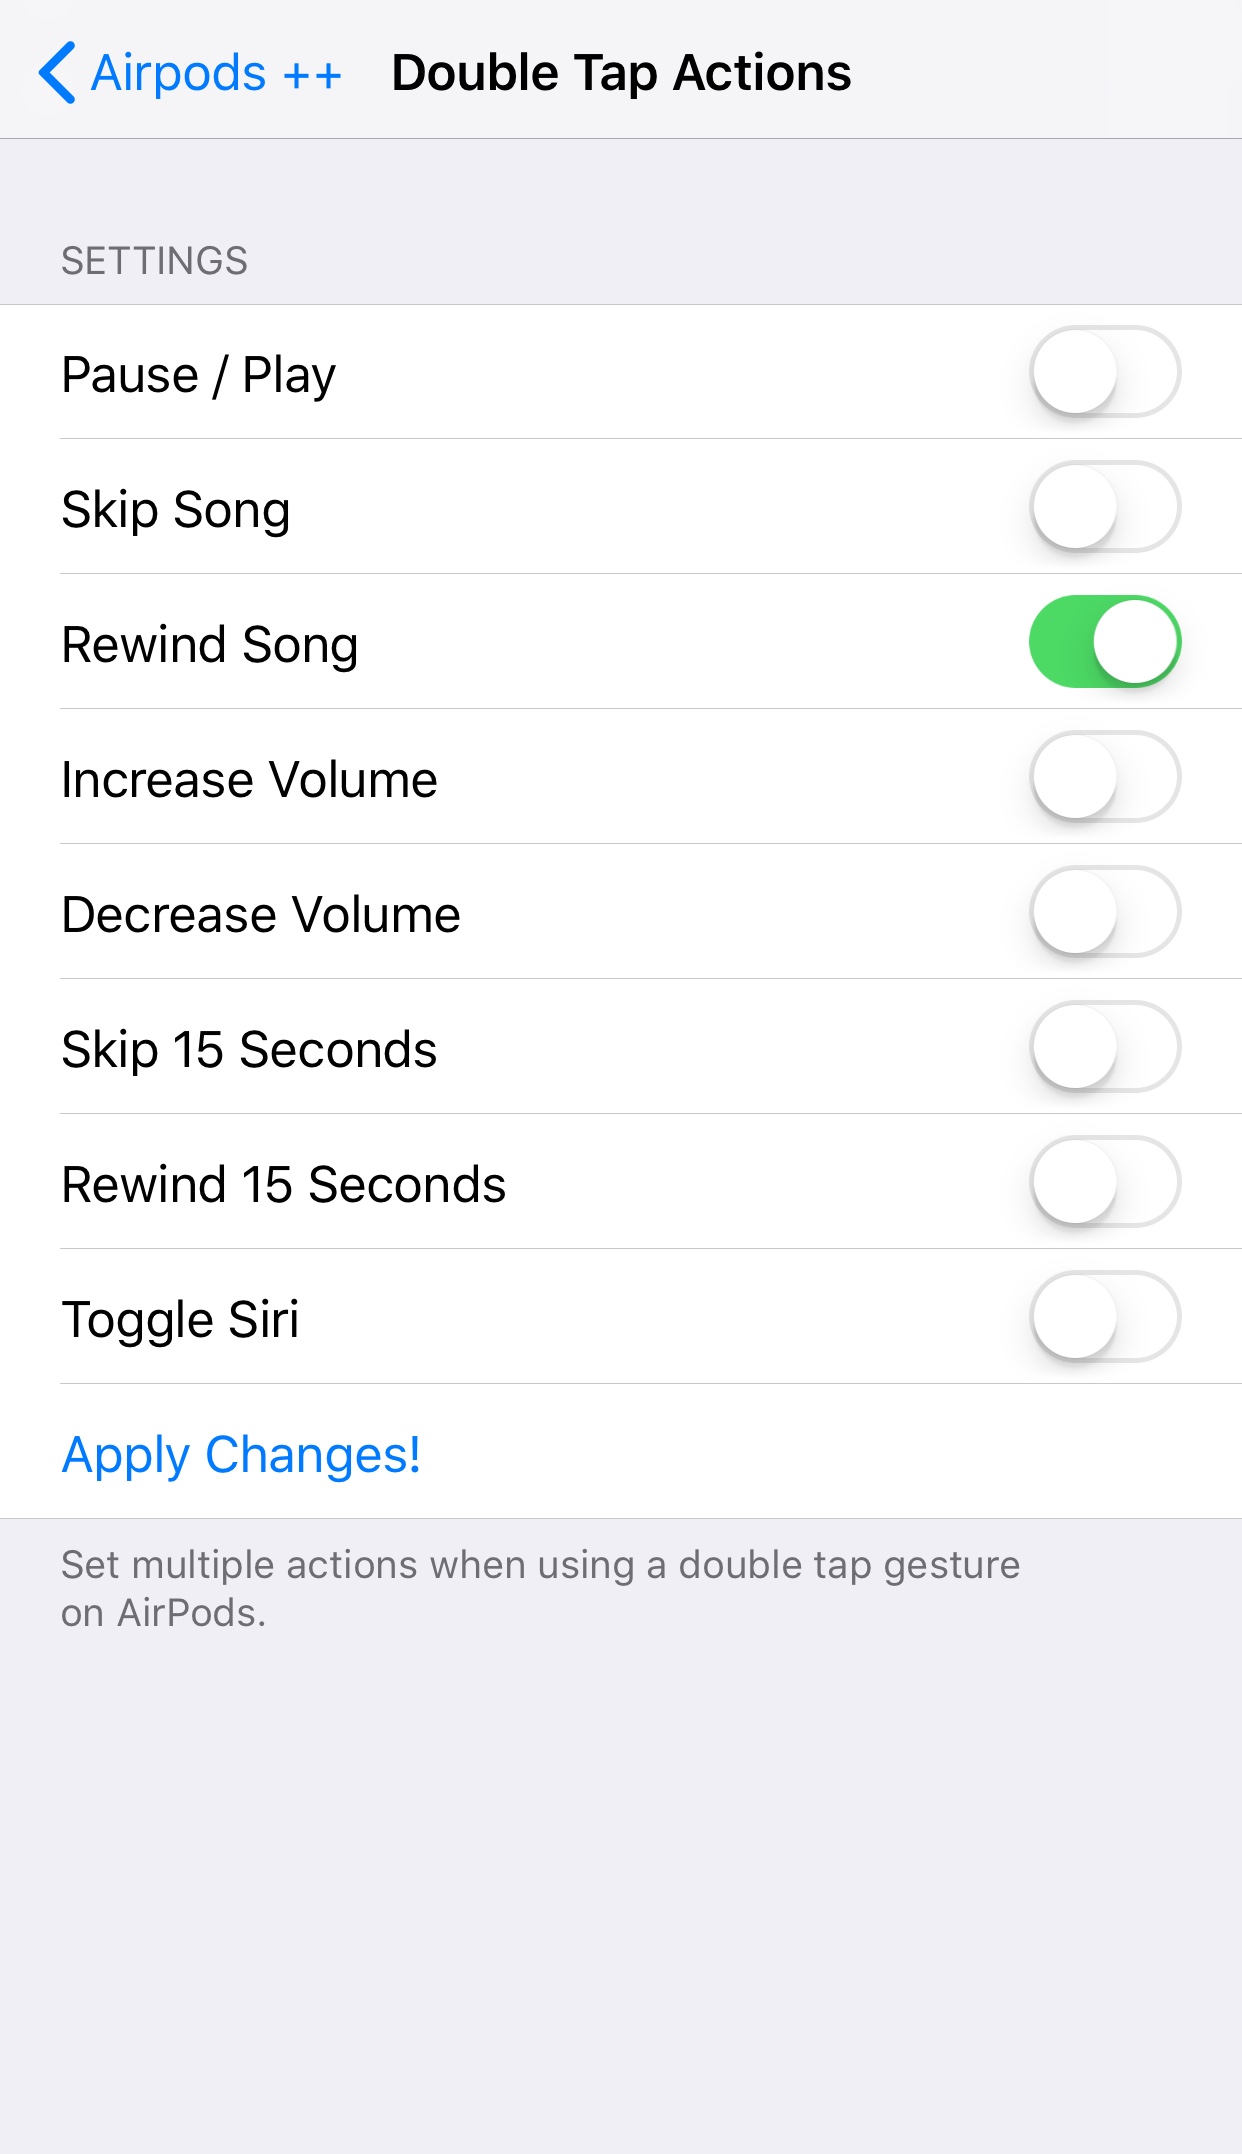 Airpods ++ Double Tap Actions
SETTINGS
Pause / Play
Skip Song
Rewind Song
Increase Volume
Decrease Volume
Skip 15 Seconds
Rewind 15 Seconds
Toggle Siri
Apply Changes!
Set multiple actions when using a double tap gesture
on AirPods.